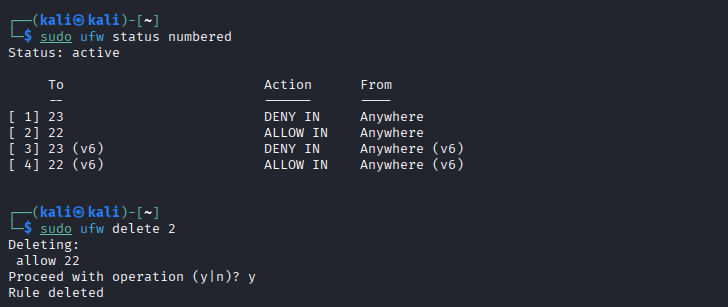 ┌──(kali㉿kali)-[~]
└─$ sudo ufw status numbered
Status: active

     To                         Action      From
     --                         ------      ----
[ 1] 23                         DENY IN     Anywhere
[ 2] 22                         ALLOW IN    Anywhere
[ 3] 23 (v6)                    DENY IN     Anywhere (v6)
[ 4] 22 (v6)                    ALLOW IN    Anywhere (v6)

┌──(kali㉿kali)-[~]
└─$ sudo ufw delete 2
Deleting:
 allow 22
Proceed with operation (y|n)? y
Rule deleted